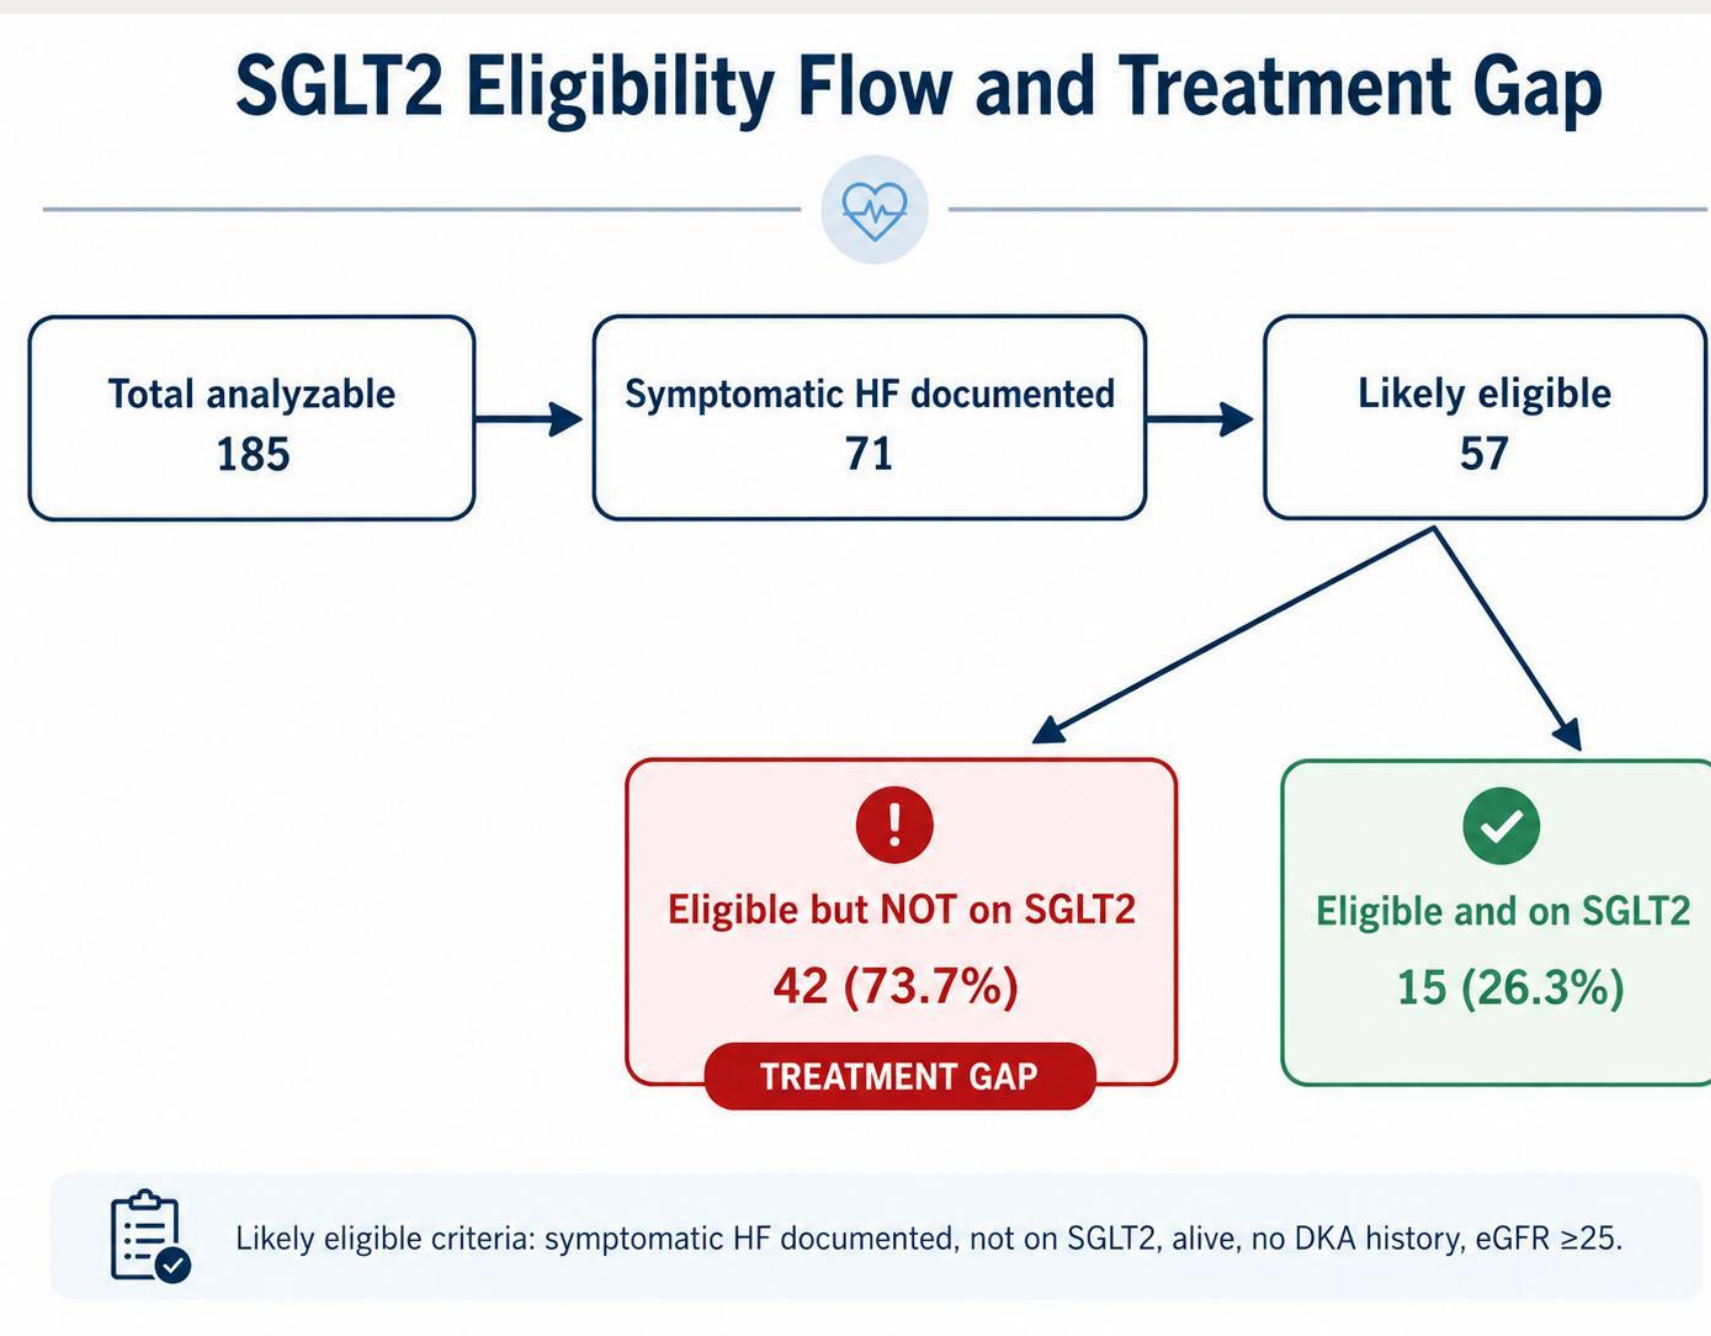 SGLT2 Eligibility Flow and Treatment Gap
Total analyzable
185
Symptomatic HF documented
71
Likely eligible
57
!
Eligible but NOT on SGLT2
42 (73.7%)
TREATMENT GAP
Eligible and on SGLT2
15 (26.3%)
Likely eligible criteria: symptomatic HF documented, not on SGLT2, alive, no DKA history, eGFR ≥25.